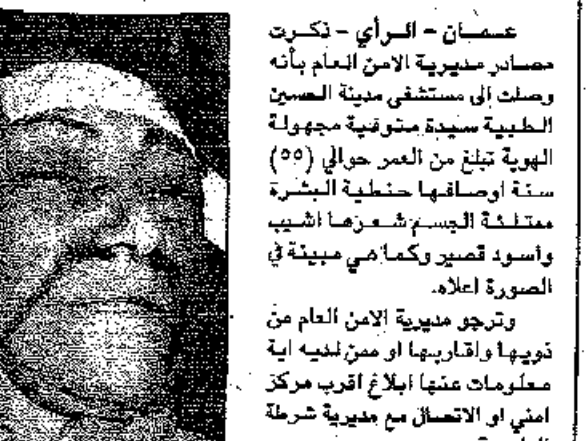 عمان - الرأي - ذكرت
مصادر مديرية الامن العام بأنه
وصلت الى مستشفى مدينة الحسين
الطبية سيدة متوفية مجهولة
الهوية تبلغ من العمر حوالي (٥٥)
سنة اوصافها حنطية البشرة
ممتلئة الجسم شعرها اشيب
واسود قصير وكما هي مبينة في
الصورة اعلاه.
وترجو مديرية الامن العام من
ذويها واقاربها او ممن لديه اية
معلومات عنها ابلاغ اقرب مركز
امني او الاتصال مع مديرية شرطة